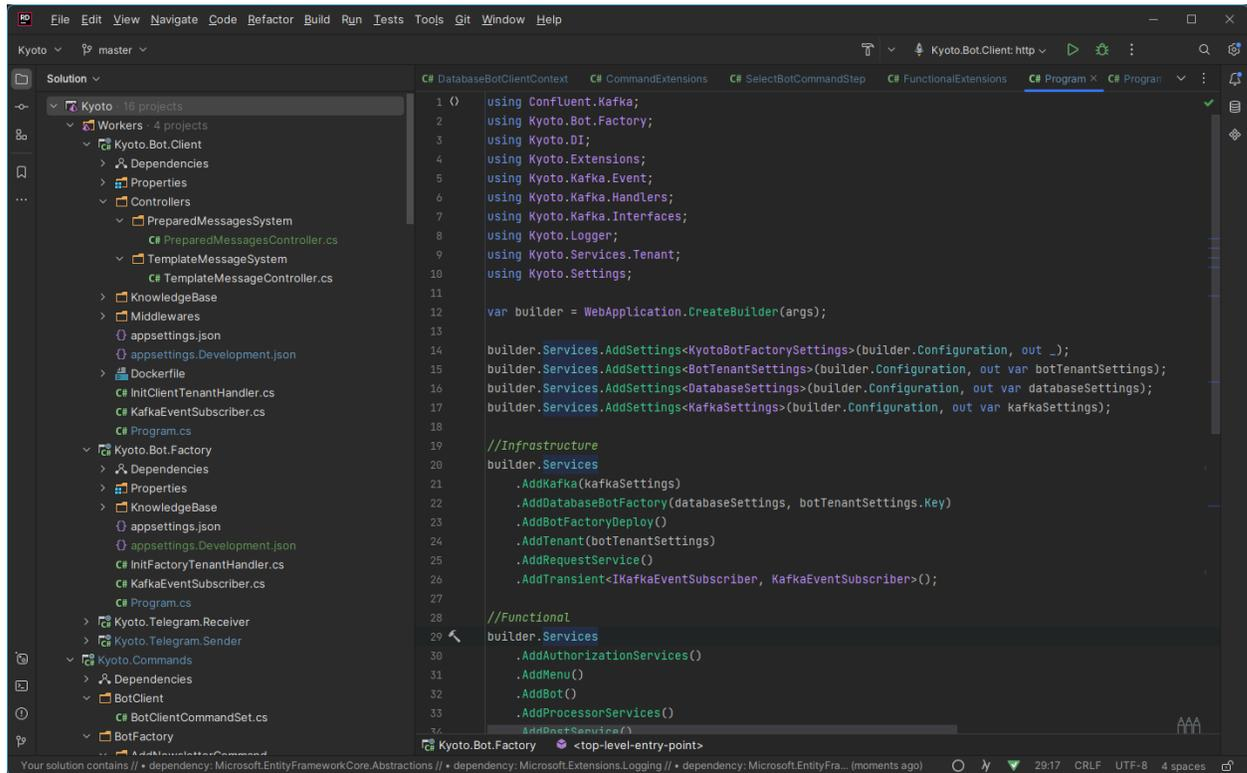 RD File Edit View Navigate Code Refactor Build Run Tests Tools Git Window Help
Kyoto master Kyoto.Bot.Client: http
Solution
Kyoto · 16 projects
Workers · 4 projects
Kyoto.Bot.Client
Dependencies
Properties
Controllers
PreparedMessagesSystem
C# PreparedMessagesController.cs
TemplateMessageSystem
C# TemplateMessageController.cs
KnowledgeBase
Middlewares
{} appsettings.json
{} appsettings.Development.json
Dockerfile
C# InitClientTenantHandler.cs
C# KafkaEventSubscriber.cs
C# Program.cs
Kyoto.Bot.Factory
Dependencies
Properties
KnowledgeBase
{} appsettings.json
{} appsettings.Development.json
C# InitFactoryTenantHandler.cs
C# KafkaEventSubscriber.cs
C# Program.cs
Kyoto.Telegram.Receiver
Kyoto.Telegram.Sender
Kyoto.Commands
Dependencies
BotClient
C# BotClientCommandSet.cs
BotFactory
AddNewsletterCommand
C# DatabaseBotClientContext C# CommandExtensions C# SelectBotCommandStep C# FunctionalExtensions C# Program × C# Program
1 using Confluent.Kafka;
2 using Kyoto.Bot.Factory;
3 using Kyoto.DI;
4 using Kyoto.Extensions;
5 using Kyoto.Kafka.Event;
6 using Kyoto.Kafka.Handlers;
7 using Kyoto.Kafka.Interfaces;
8 using Kyoto.Logger;
9 using Kyoto.Services.Tenant;
10 using Kyoto.Settings;
11
12 var builder = WebApplication.CreateBuilder(args);
13
14 builder.Services.AddSettings<KyotoBotFactorySettings>(builder.Configuration, out _);
15 builder.Services.AddSettings<BotTenantSettings>(builder.Configuration, out var botTenantSettings);
16 builder.Services.AddSettings<DatabaseSettings>(builder.Configuration, out var databaseSettings);
17 builder.Services.AddSettings<KafkaSettings>(builder.Configuration, out var kafkaSettings);
18
19 //Infrastructure
20 builder.Services
21 .AddKafka(kafkaSettings)
22 .AddDatabaseBotFactory(databaseSettings, botTenantSettings.Key)
23 .AddBotFactoryDeploy()
24 .AddTenant(botTenantSettings)
25 .AddRequestService()
26 .AddTransient<IKafkaEventSubscriber, KafkaEventSubscriber>();
27
28 //Functional
29 builder.Services
30 .AddAuthorizationServices()
31 .AddMenu()
32 .AddBot()
33 .AddProcessorServices()
34 .AddPostService()
Kyoto.Bot.Factory <top-level-entry-point>
Your solution contains // • dependency: Microsoft.EntityFrameworkCore.Abstractions // • dependency: Microsoft.Extensions.Logging // • dependency: Microsoft.EntityFra... (moments ago) 29:17 CRLF UTF-8 4 spaces